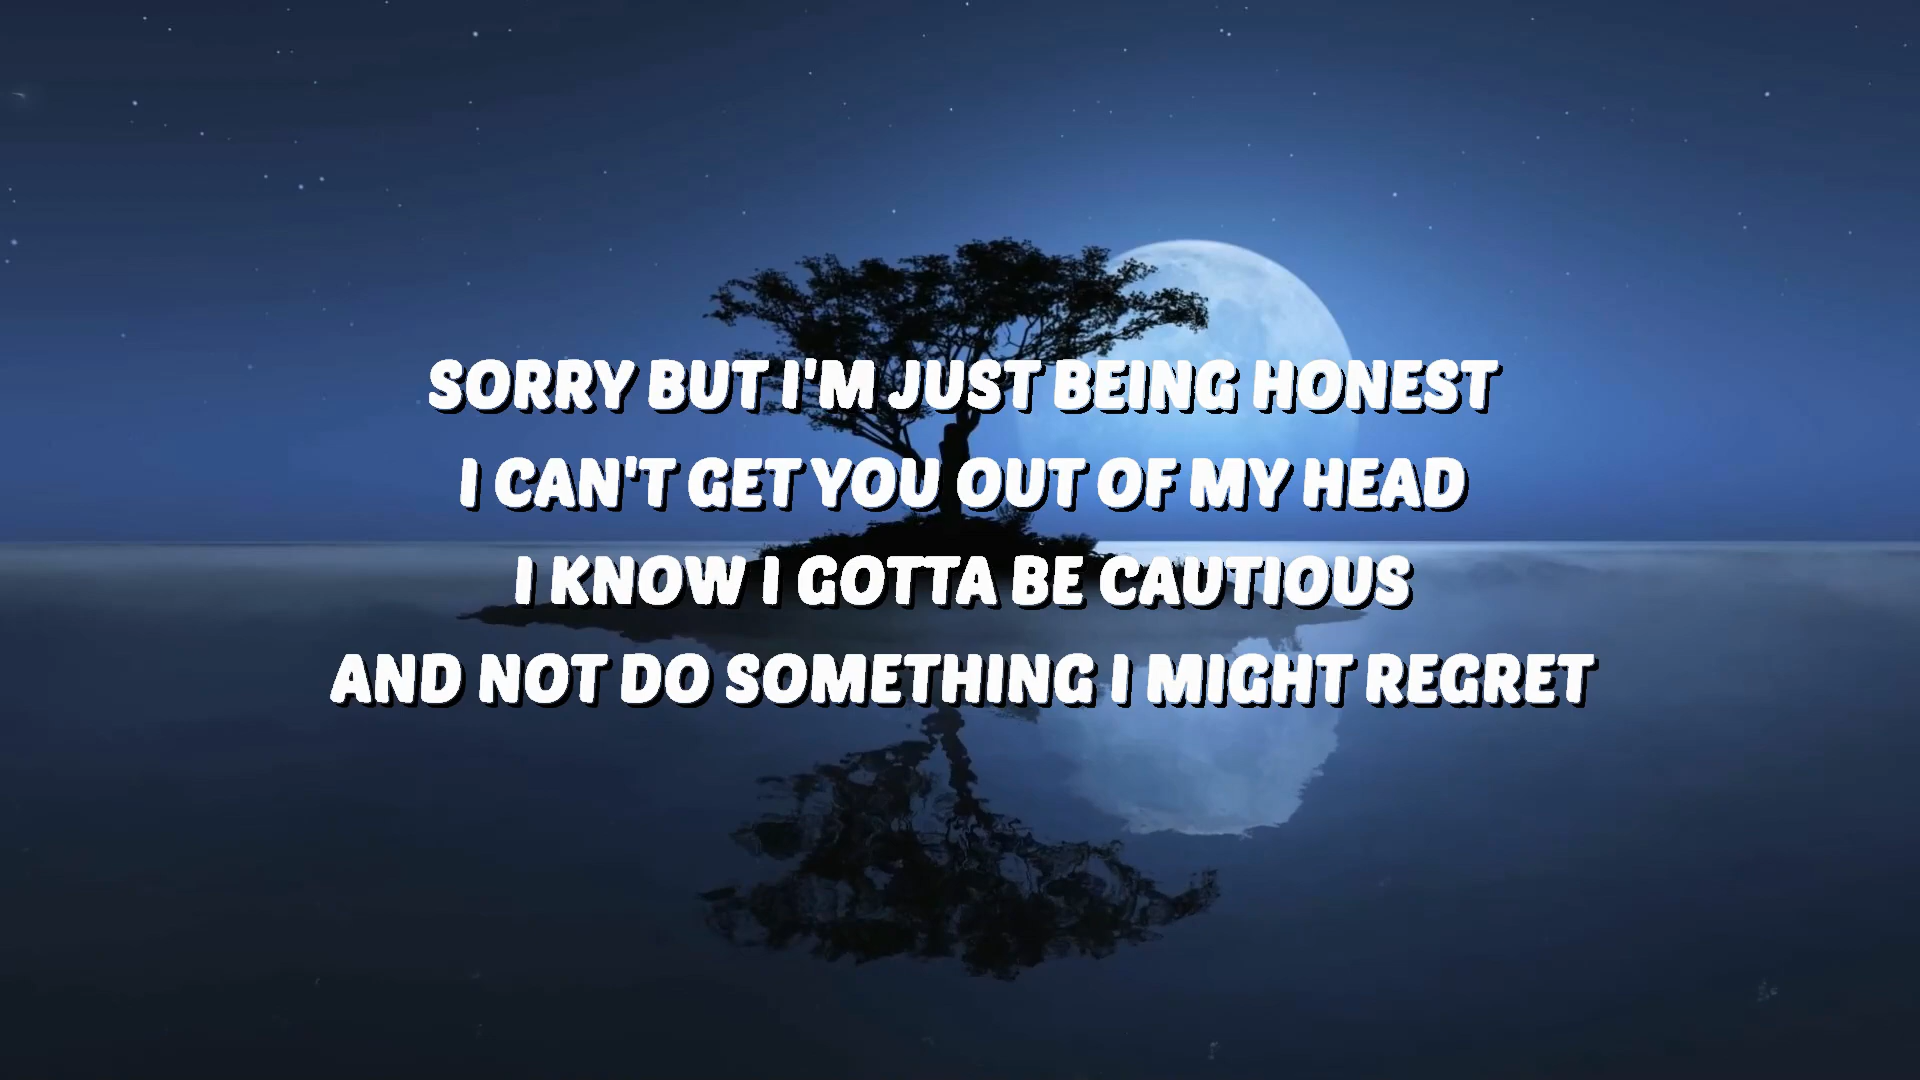 SORRY BUT I'M JUST BEING HONEST
I CAN'T GET YOU OUT OF MY HEAD
I KNOW I GOTTA BE CAUTIOUS
AND NOT DO SOMETHING I MIGHT REGRET